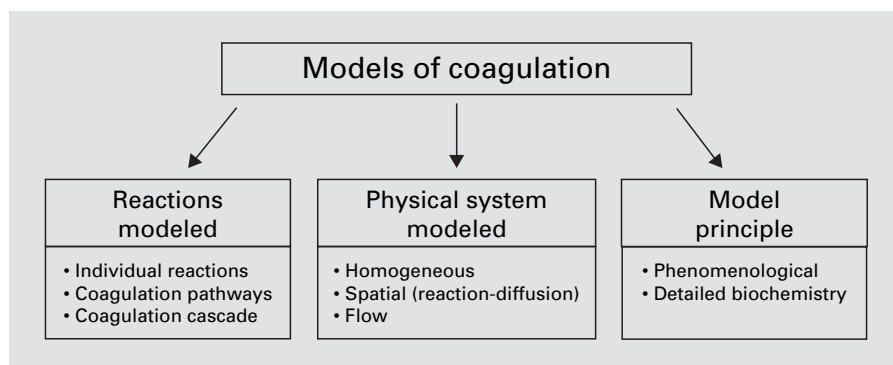 Models of coagulation
Reactions
modeled
• Individual reactions
• Coagulation pathways
• Coagulation cascade
Physical system
modeled
• Homogeneous
• Spatial (reaction-diffusion)
• Flow
Model
principle
• Phenomenological
• Detailed biochemistry